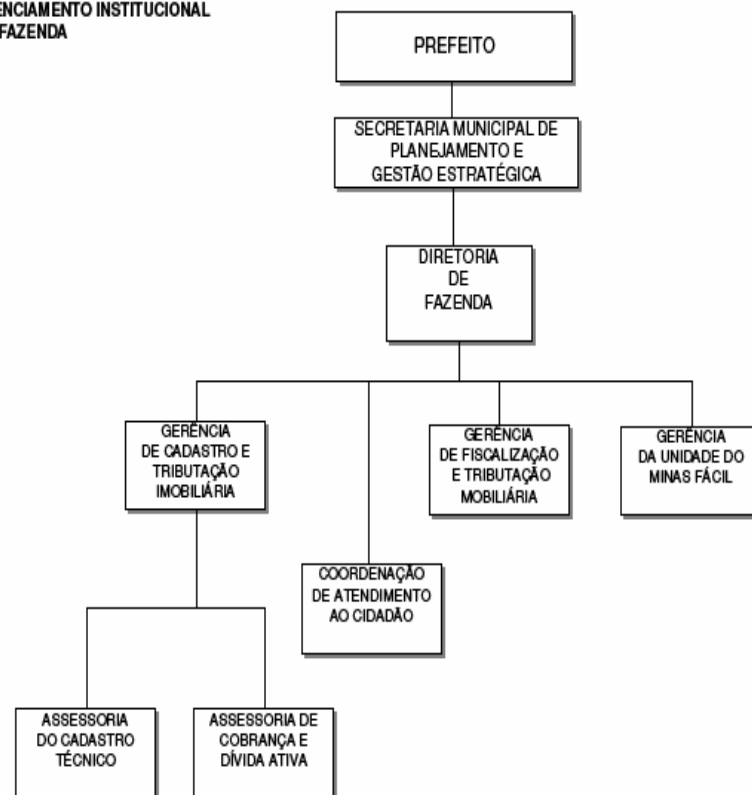 ENCIAMENTO INSTITUCIONAL
FAZENDA
PREFEITO
SECRETARIA MUNICIPAL DE
PLANEJAMENTO E
GESTÃO ESTRATÉGICA
DIRETORIA
DE
FAZENDA
GERÊNCIA
DE CADASTRO E
TRIBUTAÇÃO
IMOBILIÁRIA
GERÊNCIA
DE FISCALIZAÇÃO
E TRIBUTAÇÃO
MOBILIÁRIA
GERÊNCIA
DA UNIDADE DO
MINAS FÁCIL
COORDENAÇÃO
DE ATENDIMENTO
AO CIDADÃO
ASSESSORIA
DO CADASTRO
TÉCNICO
ASSESSORIA DE
COBRANÇA E
DÍVIDA ATIVA